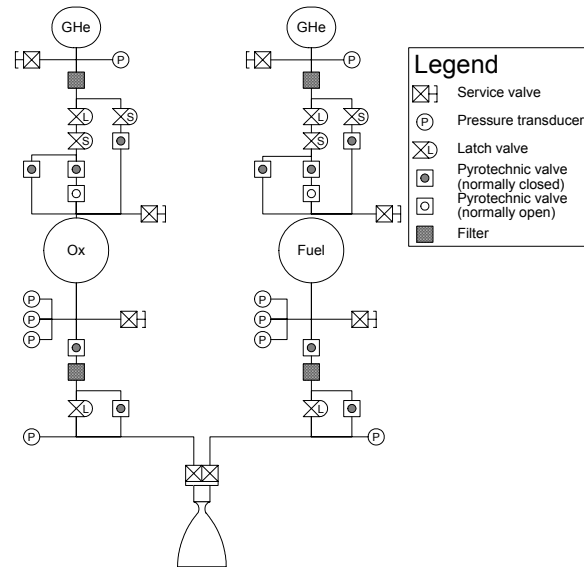 GHe
GHe
P
P
L
S
L
S
S
S
Ox
Fuel
P
P
P
P
P
P
L
L
P
P
Legend
Service valve
P
Pressure transducer
L
Latch valve
Pyrotechnic valve
(normally closed)
Pyrotechnic valve
(normally open)
Filter